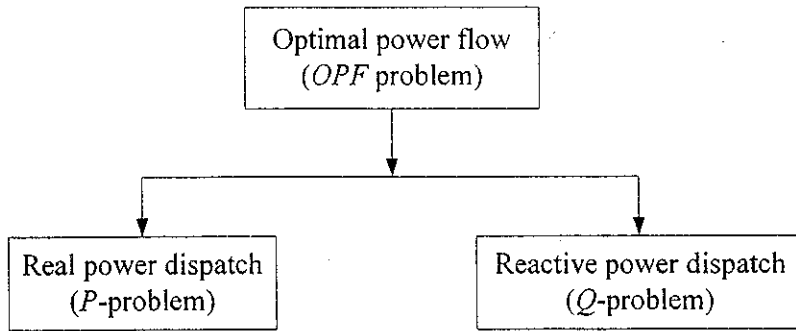 Optimal power flow
(OPF problem)
Real power dispatch
(P-problem)
Reactive power dispatch
(Q-problem)